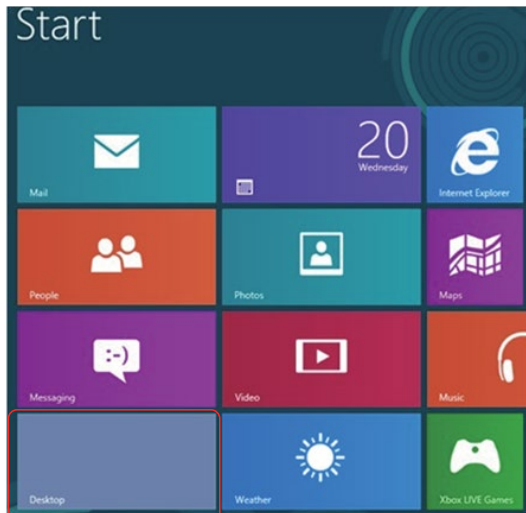 Start
Mail
20
Wednesday
Internet Explorer
People
Photos
Maps
:-)
Messaging
Video
Music
Desktop
Weather
Xbox LIVE Games